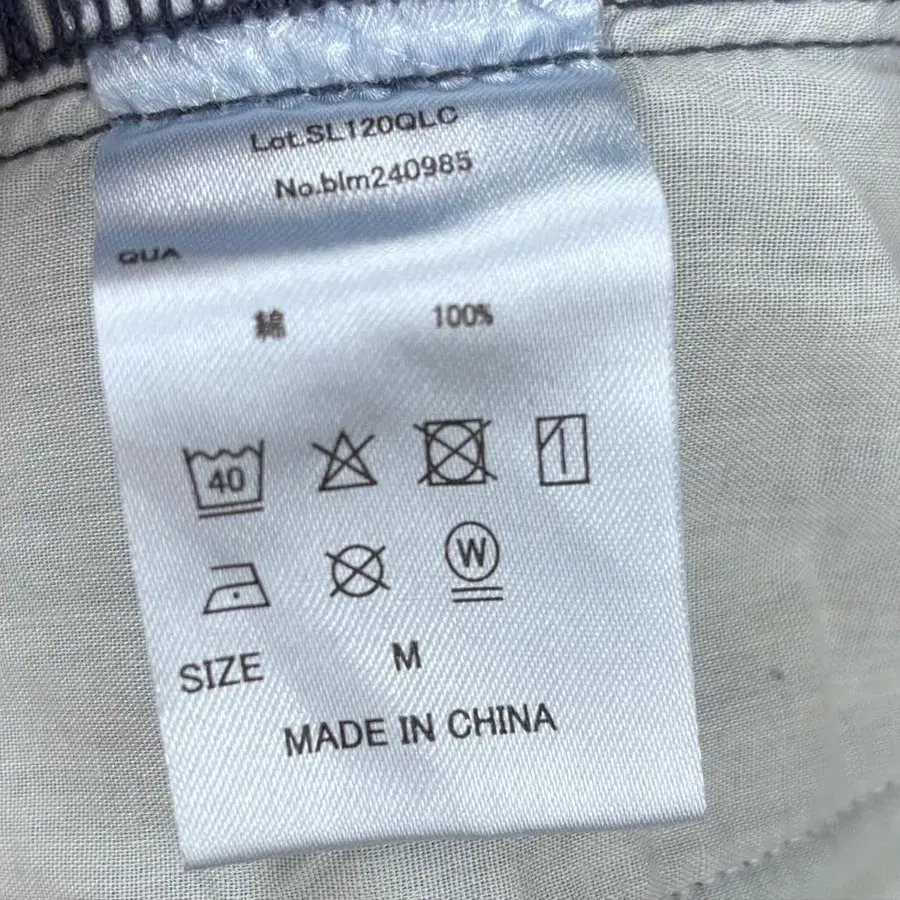 Lot.SL120QLC
No.blm240985
QUA
綿 100%
40
W
SIZE M
MADE IN CHINA